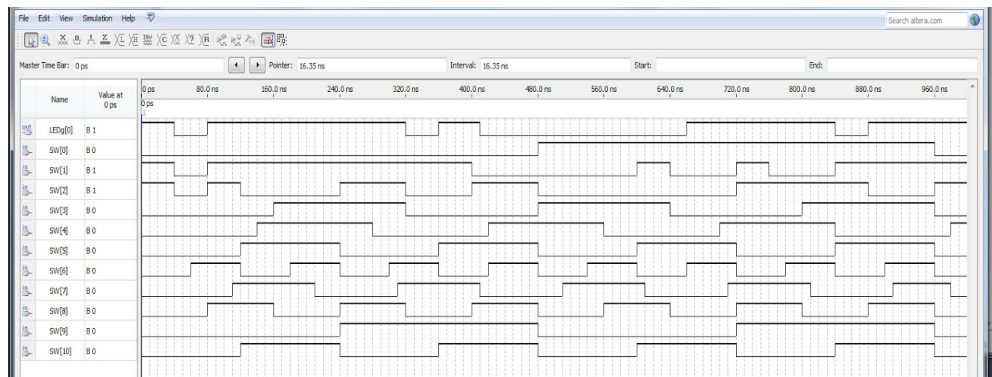 File Edit View Simulation Help Search altera.com
Master Time Bar: 0 ps Pointer: 16.35 ns Interval: 16.35 ns Start: End:
Name Value at 0 ps 0 ps 80.0 ns 160.0 ns 240.0 ns 320.0 ns 400.0 ns 480.0 ns 560.0 ns 640.0 ns 720.0 ns 800.0 ns 880.0 ns 960.0 ns
0 ps
LEDg[0] B 1
SW[0] B 0
SW[1] B 1
SW[2] B 1
SW[3] B 0
SW[4] B 0
SW[5] B 0
SW[6] B 0
SW[7] B 0
SW[8] B 0
SW[9] B 0
SW[10] B 0